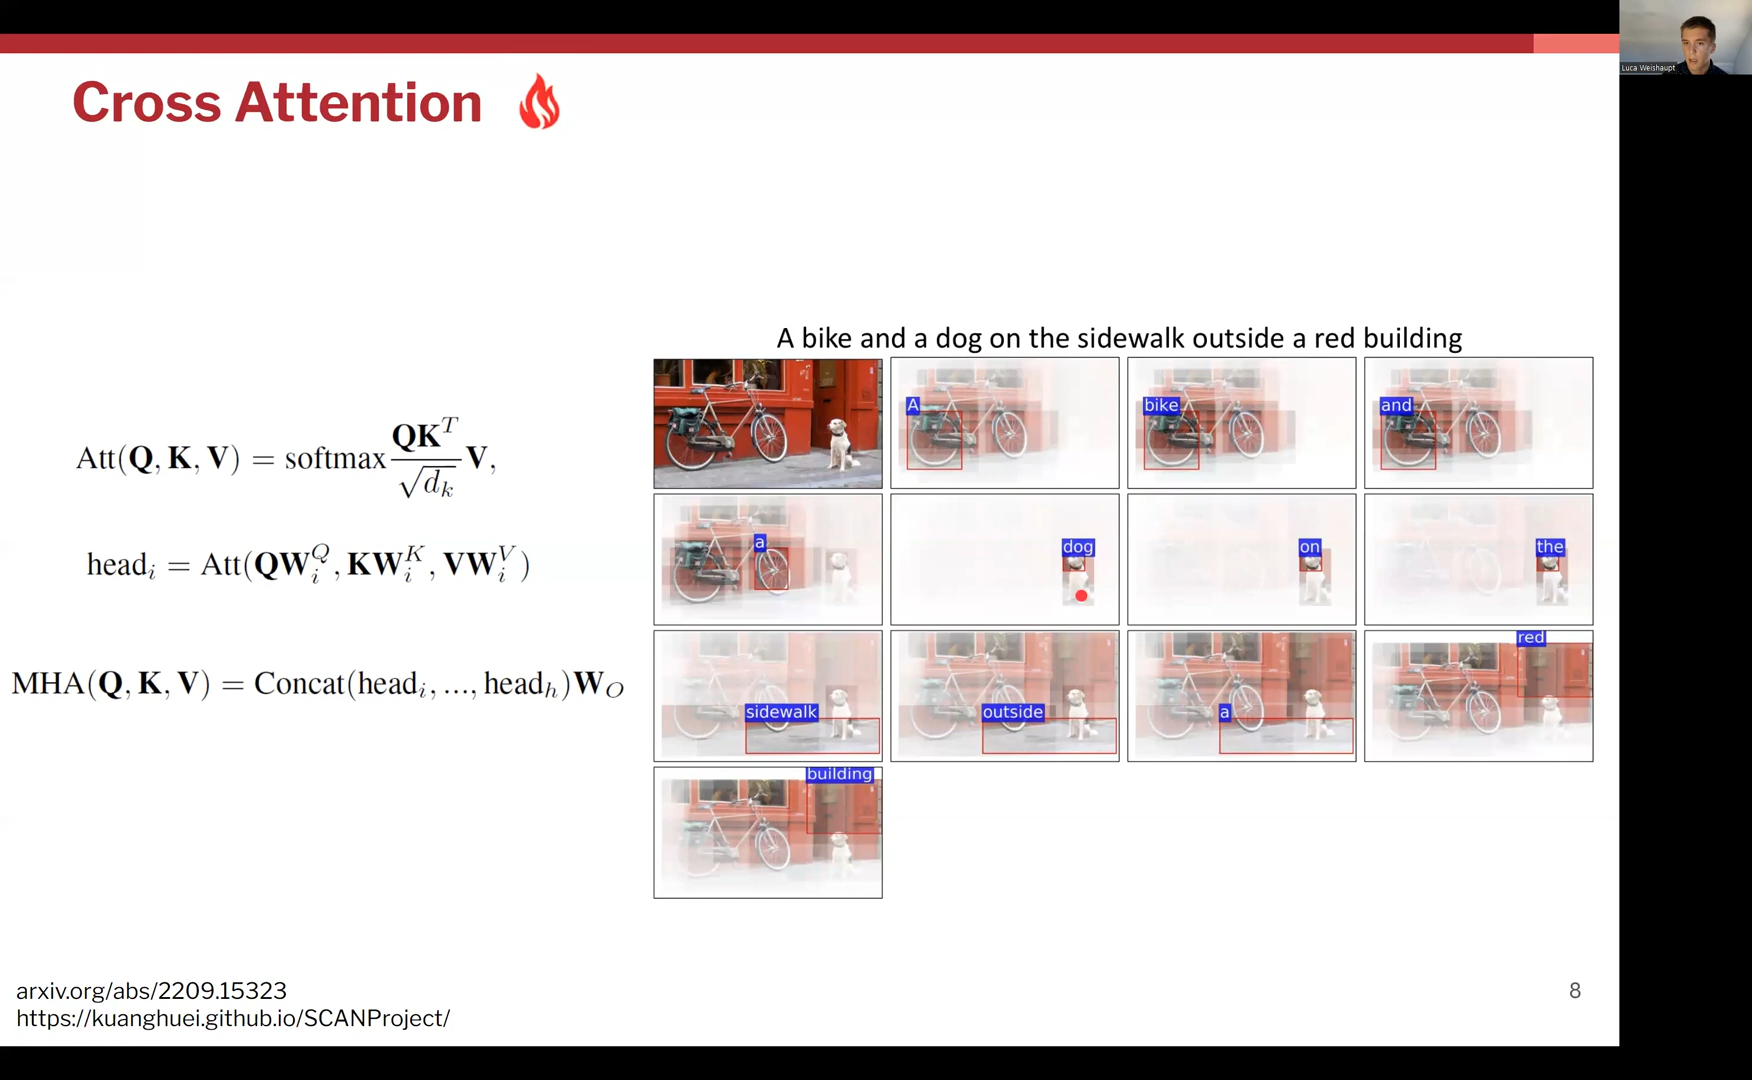 Luca Weishaupt
Cross Attention
A bike and a dog on the sidewalk outside a red building
Att(Q, K, V) = softmax QK^T / √d_k V,
head_i = Att(QW_i^Q, KW_i^K, VW_i^V)
MHA(Q, K, V) = Concat(head_i, ..., head_h)W_O
A
bike
and
a
dog
on
the
sidewalk
outside
a
red
building
arxiv.org/abs/2209.15323
https://kuanghuei.github.io/SCANProject/
8